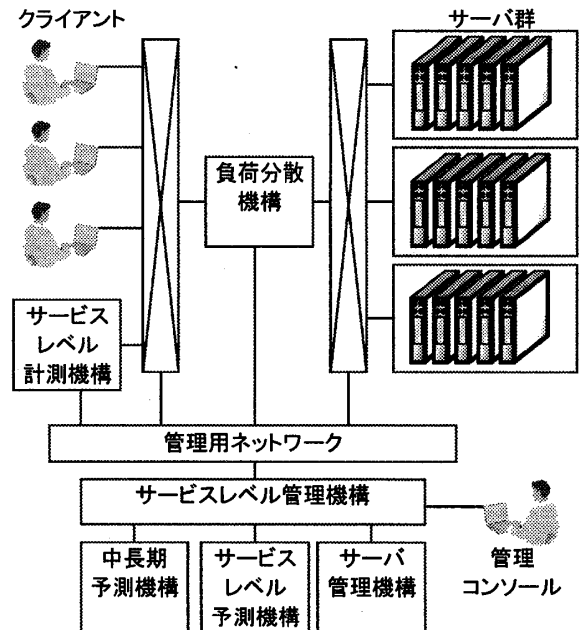 クライアント
サーバ群
負荷分散
機構
サービス
レベル
計測機構
管理用ネットワーク
サービスレベル管理機構
中長期
予測機構
サービス
レベル
予測機構
サーバ
管理機構
管理
コンソール